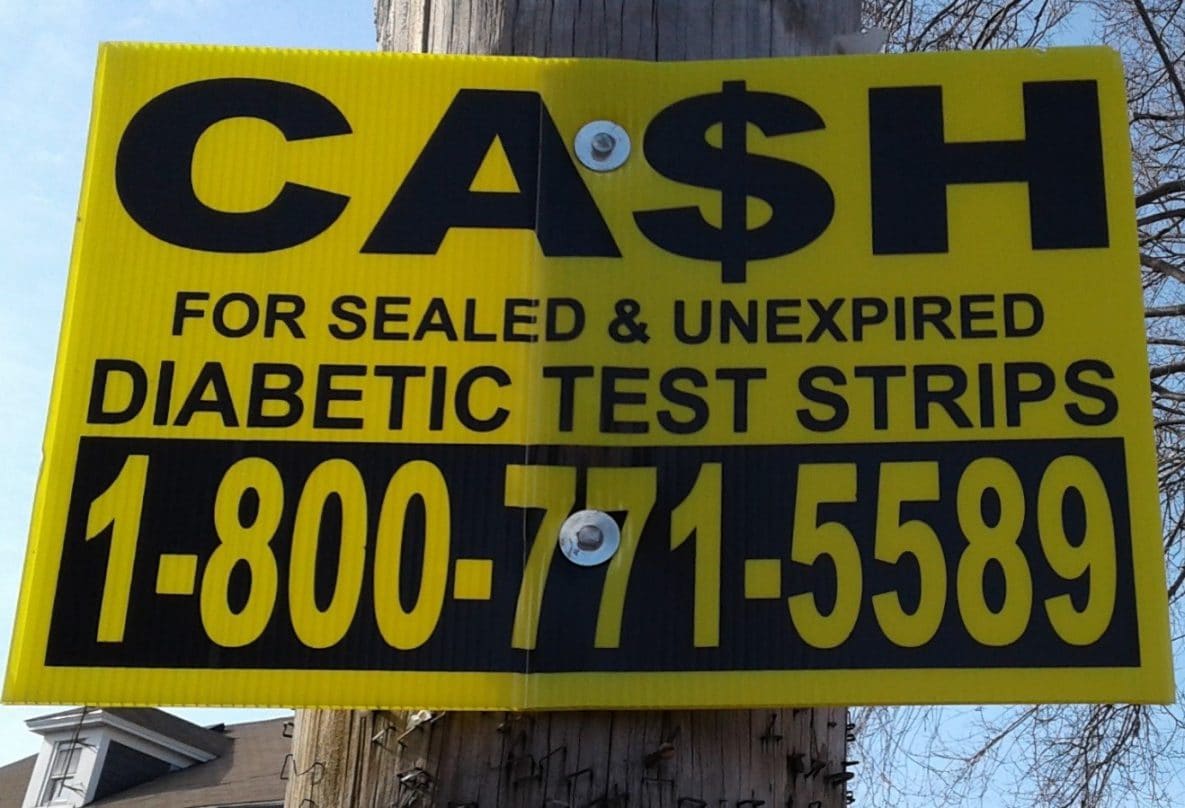 CA$H
FOR SEALED & UNEXPIRED
DIABETIC TEST STRIPS
1-800-771-5589